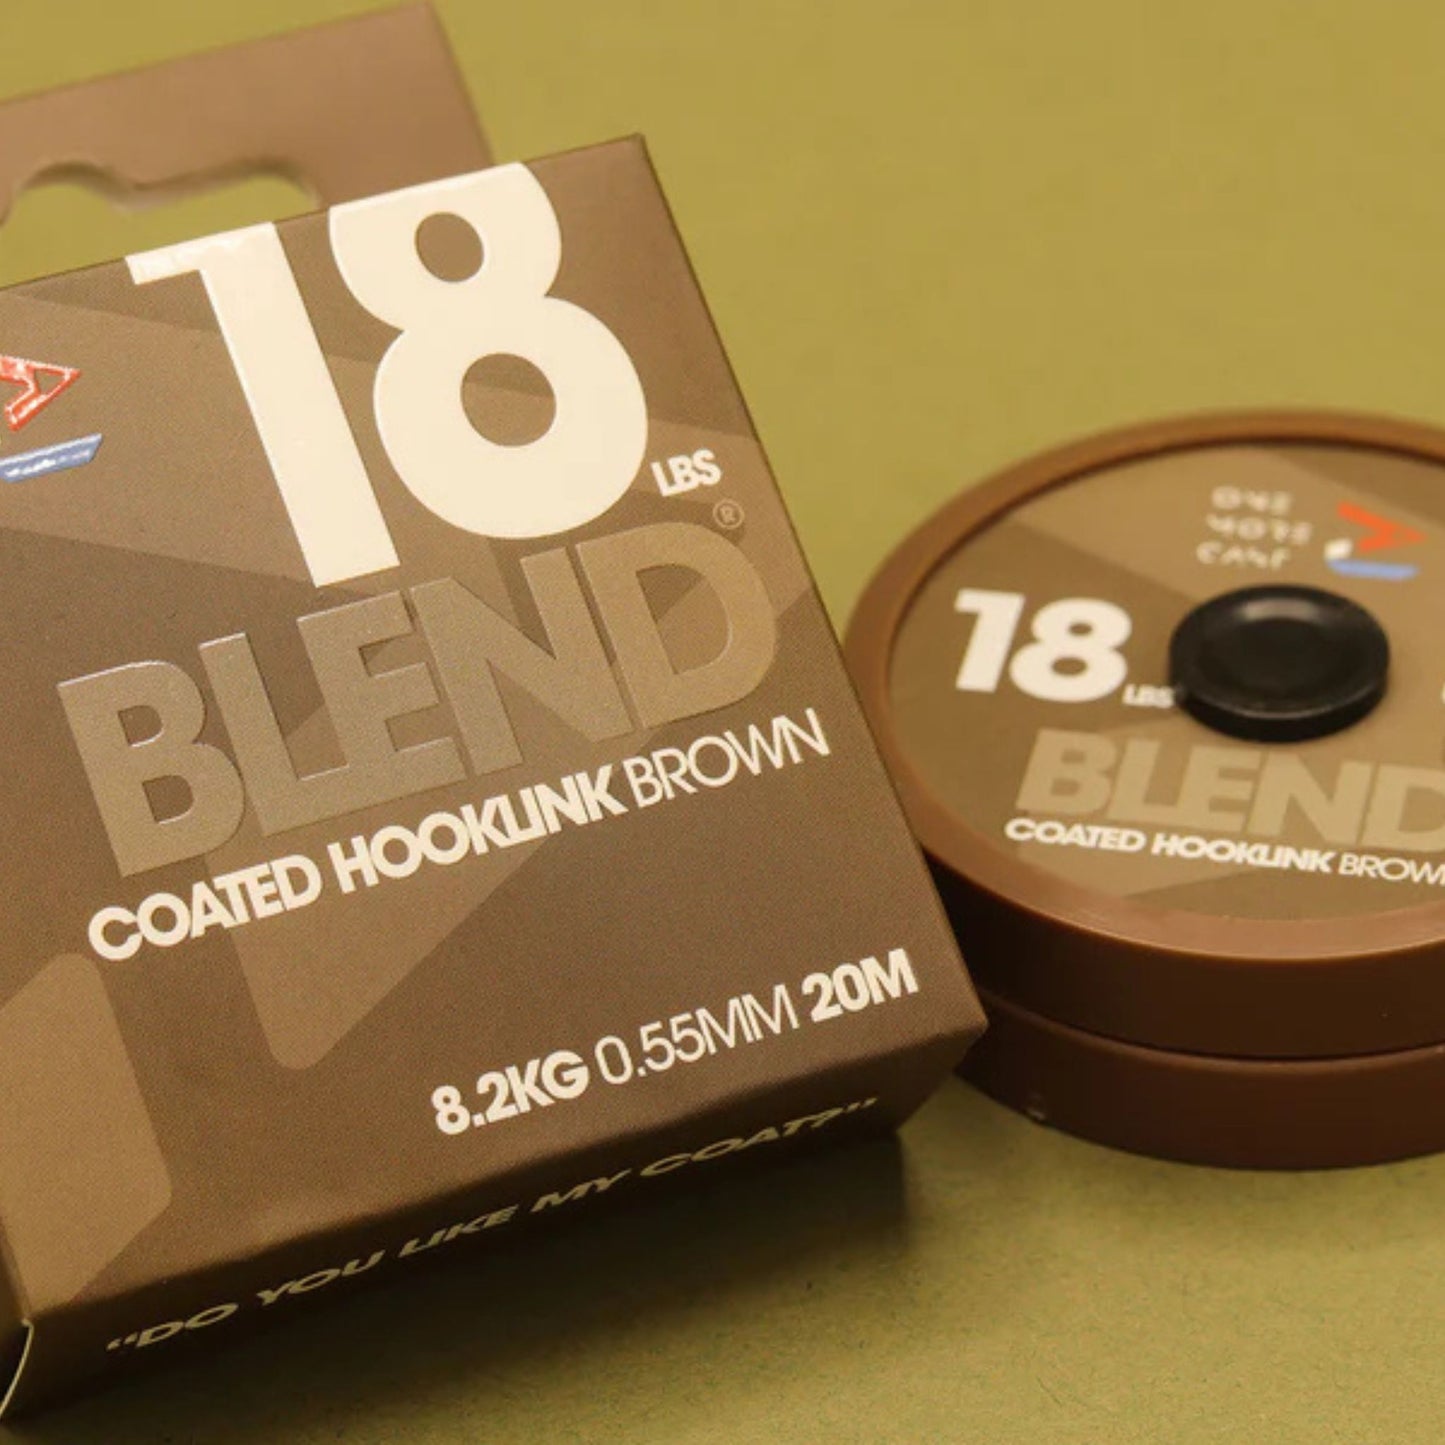 18
LBS
BLEND®
COATED HOOKLINK BROWN
8.2KG 0.55MM 20M
“DO YOU LIKE MY COAT?”
ONE
MORE
CAST
18
LBS
BLEND
COATED HOOKLINK BROWN